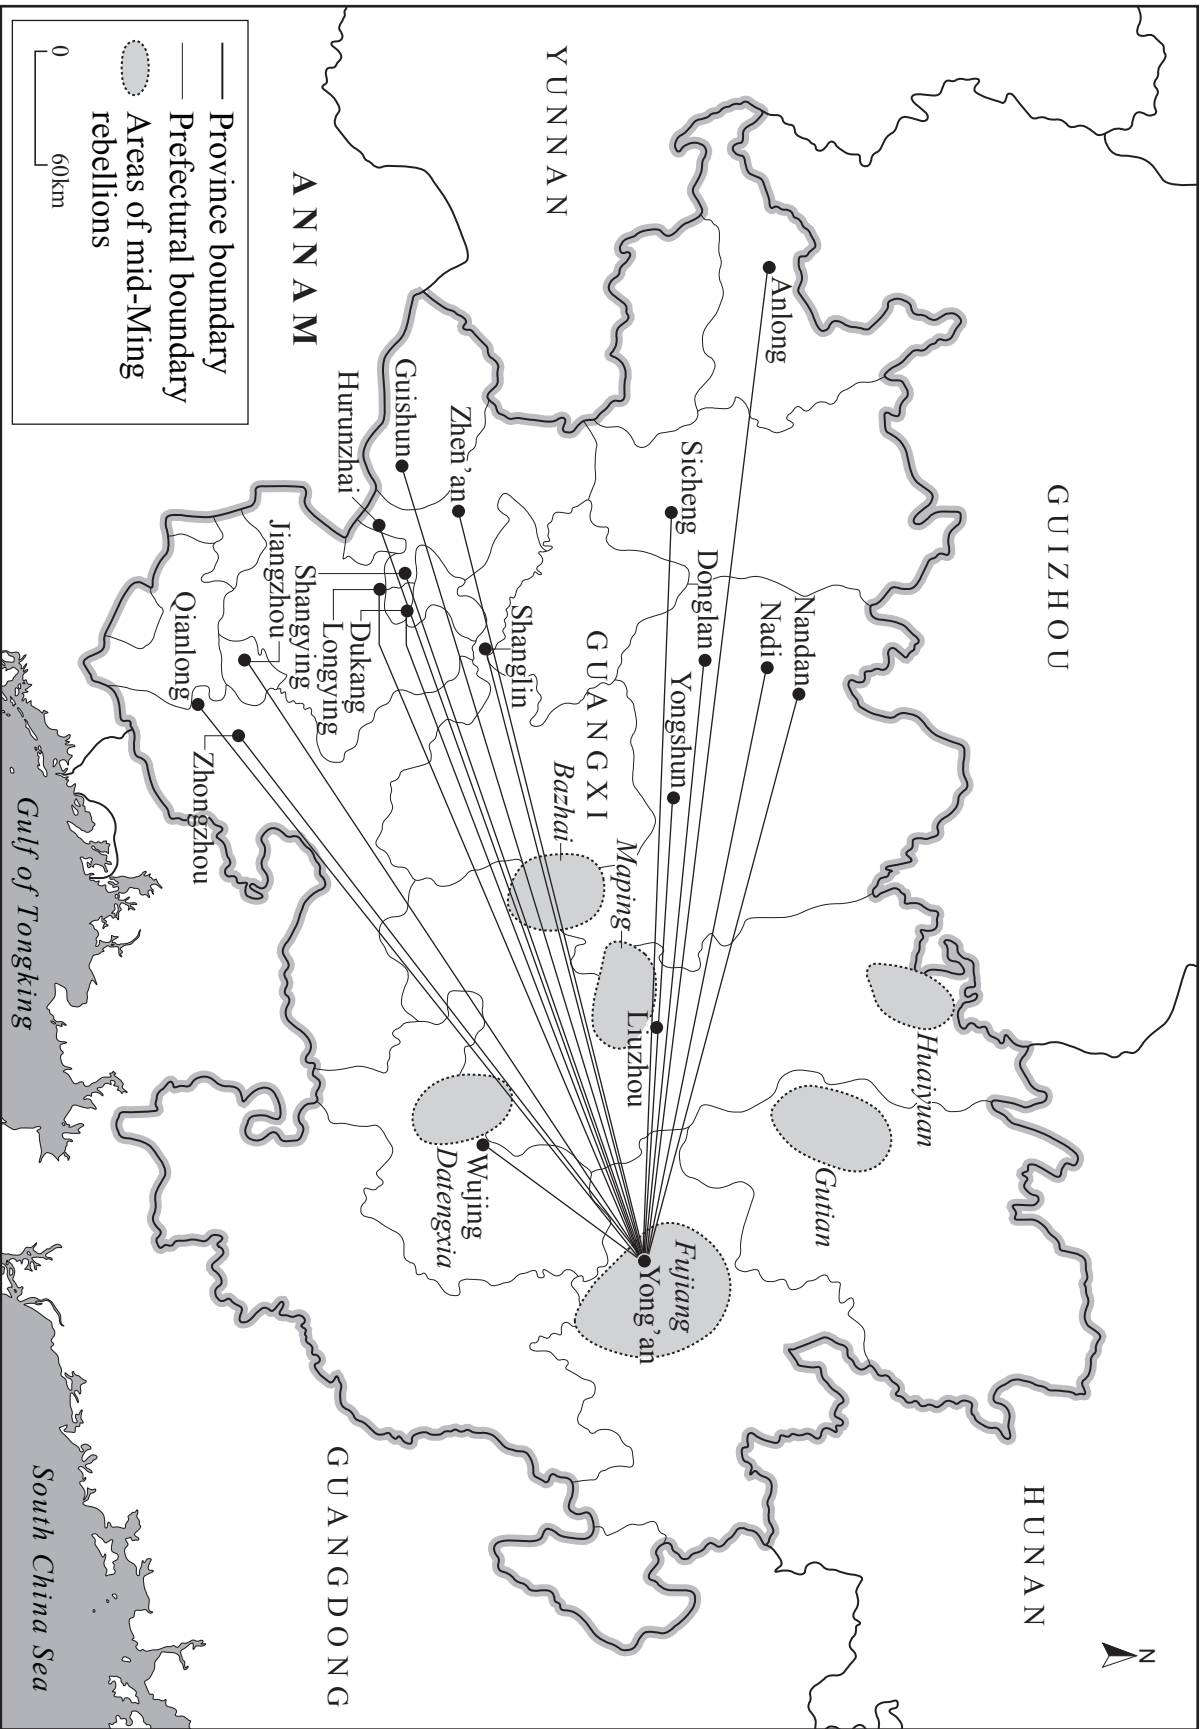 GUIZHOU
HUNAN
YUNNAN
N
Anlong
Nandan
Nadi
Donglan
Sicheng
Yongshun
Huaiyuan
Gutian
GUANGXI
Maping
Bazhai
Liuzhou
Fujiang
Yong’an
Shanglin
Zhen’an
Guishun
Hurunzhai
Dukang
Longying
Shangying
Jiangzhou
Qianlong
Zhongzhou
Wujing
Datengxia
ANNAM
GUANGDONG
Gulf of Tongking
South China Sea
Province boundary
Prefectural boundary
Areas of mid-Ming
rebellions
0 60km